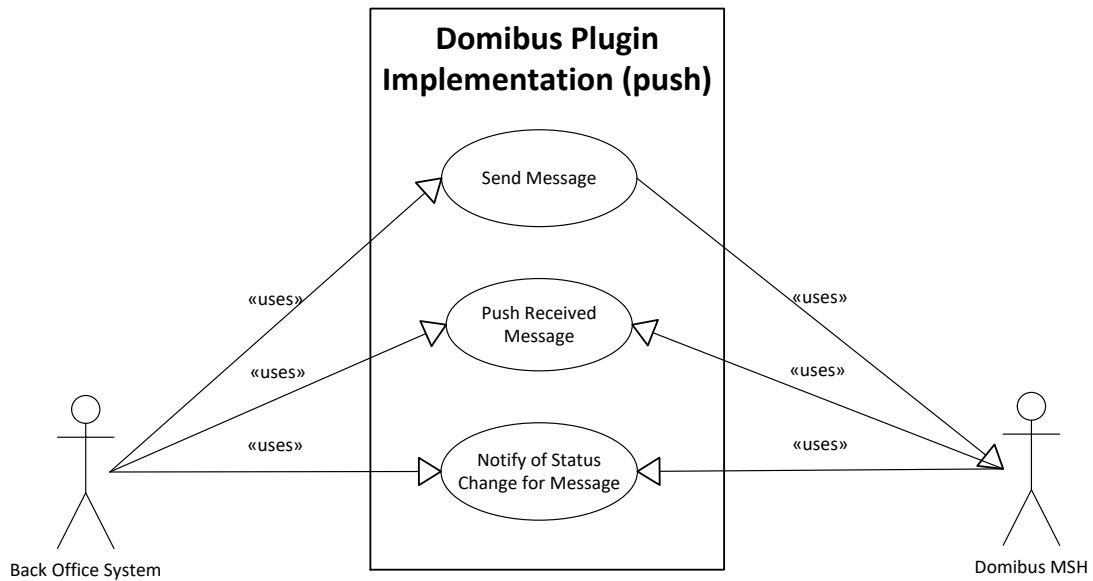 Domibus Plugin
Implementation (push)
Send Message
«uses»
«uses»
Push Received
Message
«uses»
«uses»
«uses»
«uses»
Notify of Status
Change for Message
Back Office System
Domibus MSH